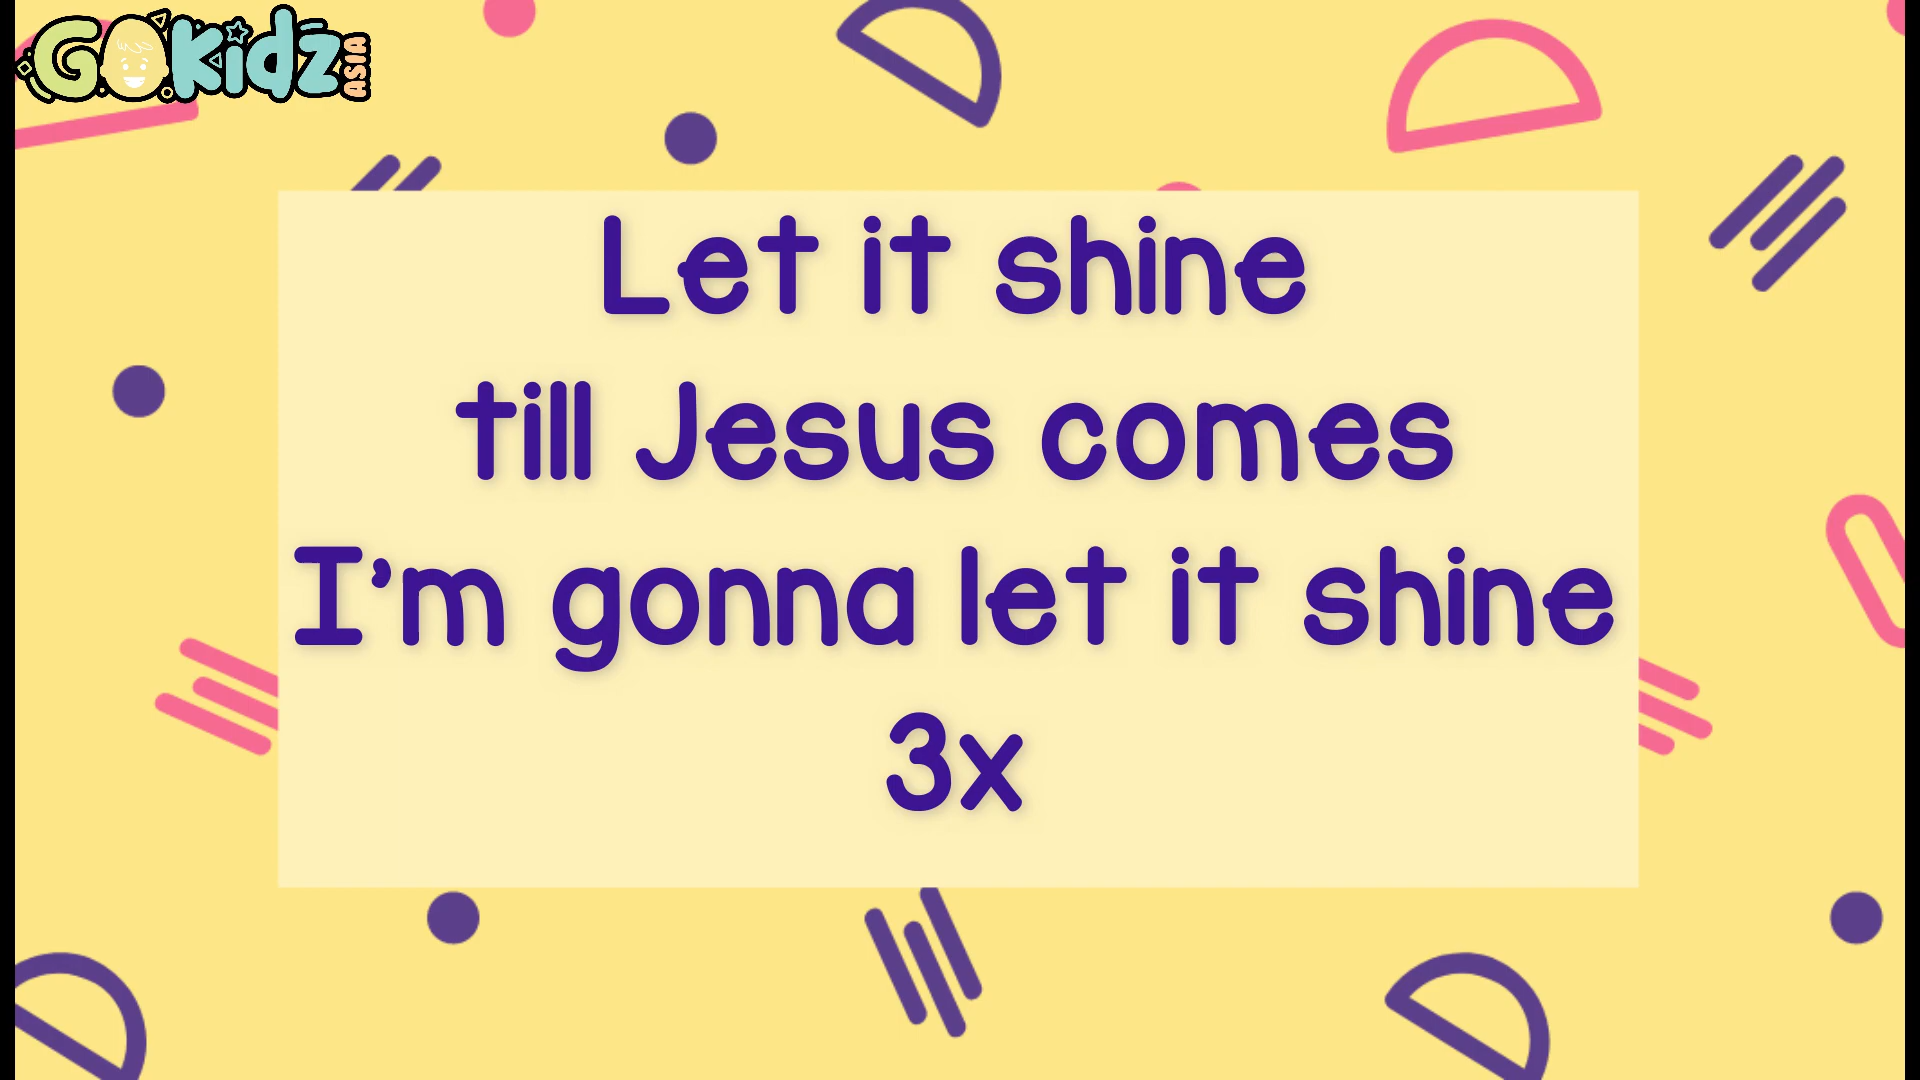 GOKidz ASIA
Let it shine
till Jesus comes
I'm gonna let it shine
3x